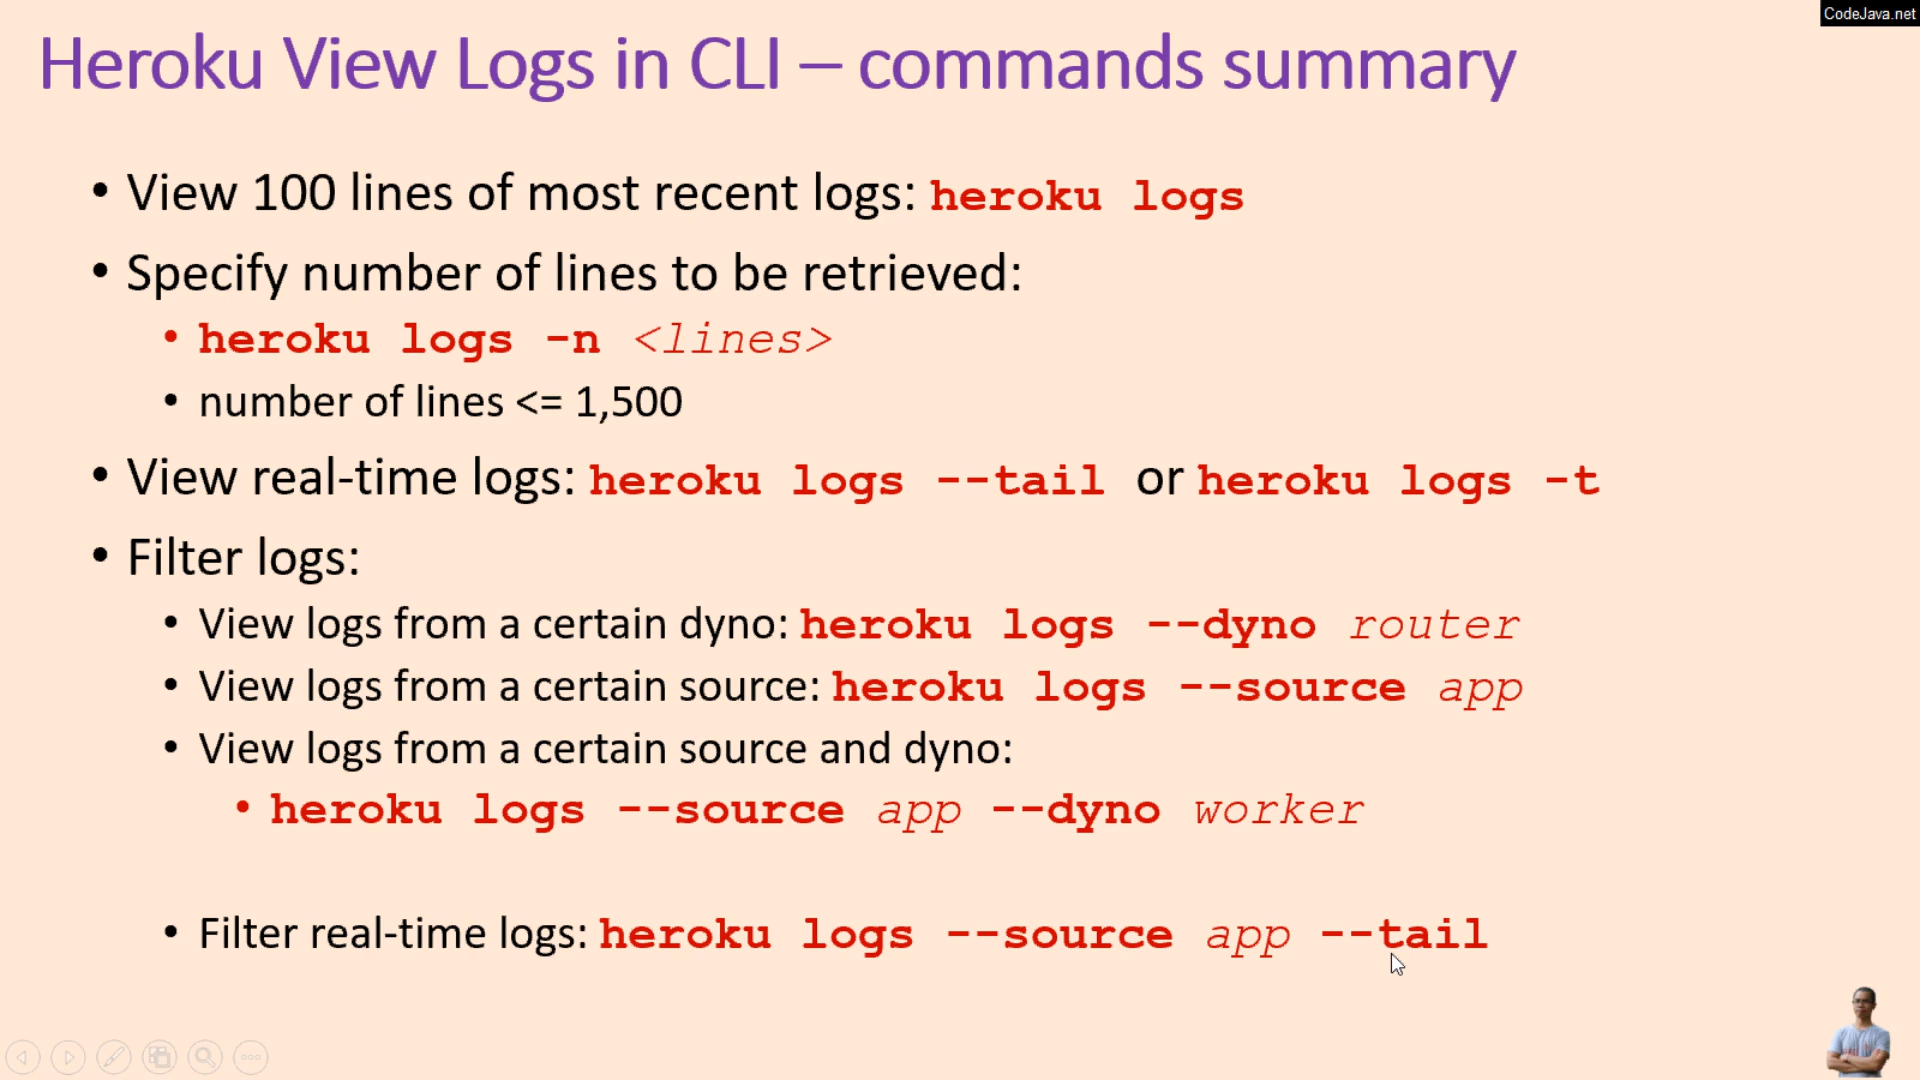 CodeJava.net
Heroku View Logs in CLI – commands summary
• View 100 lines of most recent logs: heroku logs
• Specify number of lines to be retrieved:
• heroku logs -n <lines>
• number of lines <= 1,500
• View real-time logs: heroku logs --tail or heroku logs -t
• Filter logs:
• View logs from a certain dyno: heroku logs --dyno router
• View logs from a certain source: heroku logs --source app
• View logs from a certain source and dyno:
• heroku logs --source app --dyno worker
• Filter real-time logs: heroku logs --source app --tail